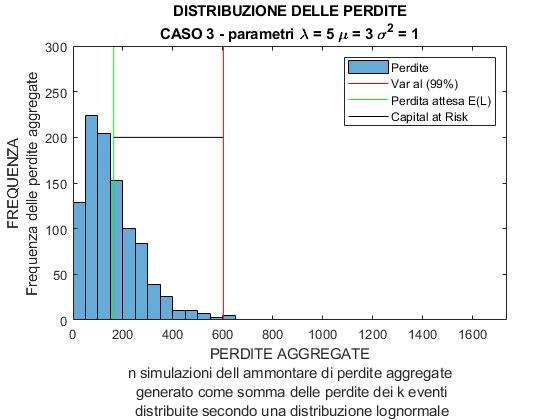 DISTRIBUZIONE DELLE PERDITE
CASO 3 - parametri λ = 5 μ = 3 σ² = 1
300
250
200
150
100
50
0
FREQUENZA
Frequenza delle perdite aggregate
Perdite
Var al (99%)
Perdita attesa E(L)
Capital at Risk
0 200 400 600 800 1000 1200 1400 1600
PERDITE AGGREGATE
n simulazioni dell ammontare di perdite aggregate
generato come somma delle perdite dei k eventi
distribuite secondo una distribuzione lognormale